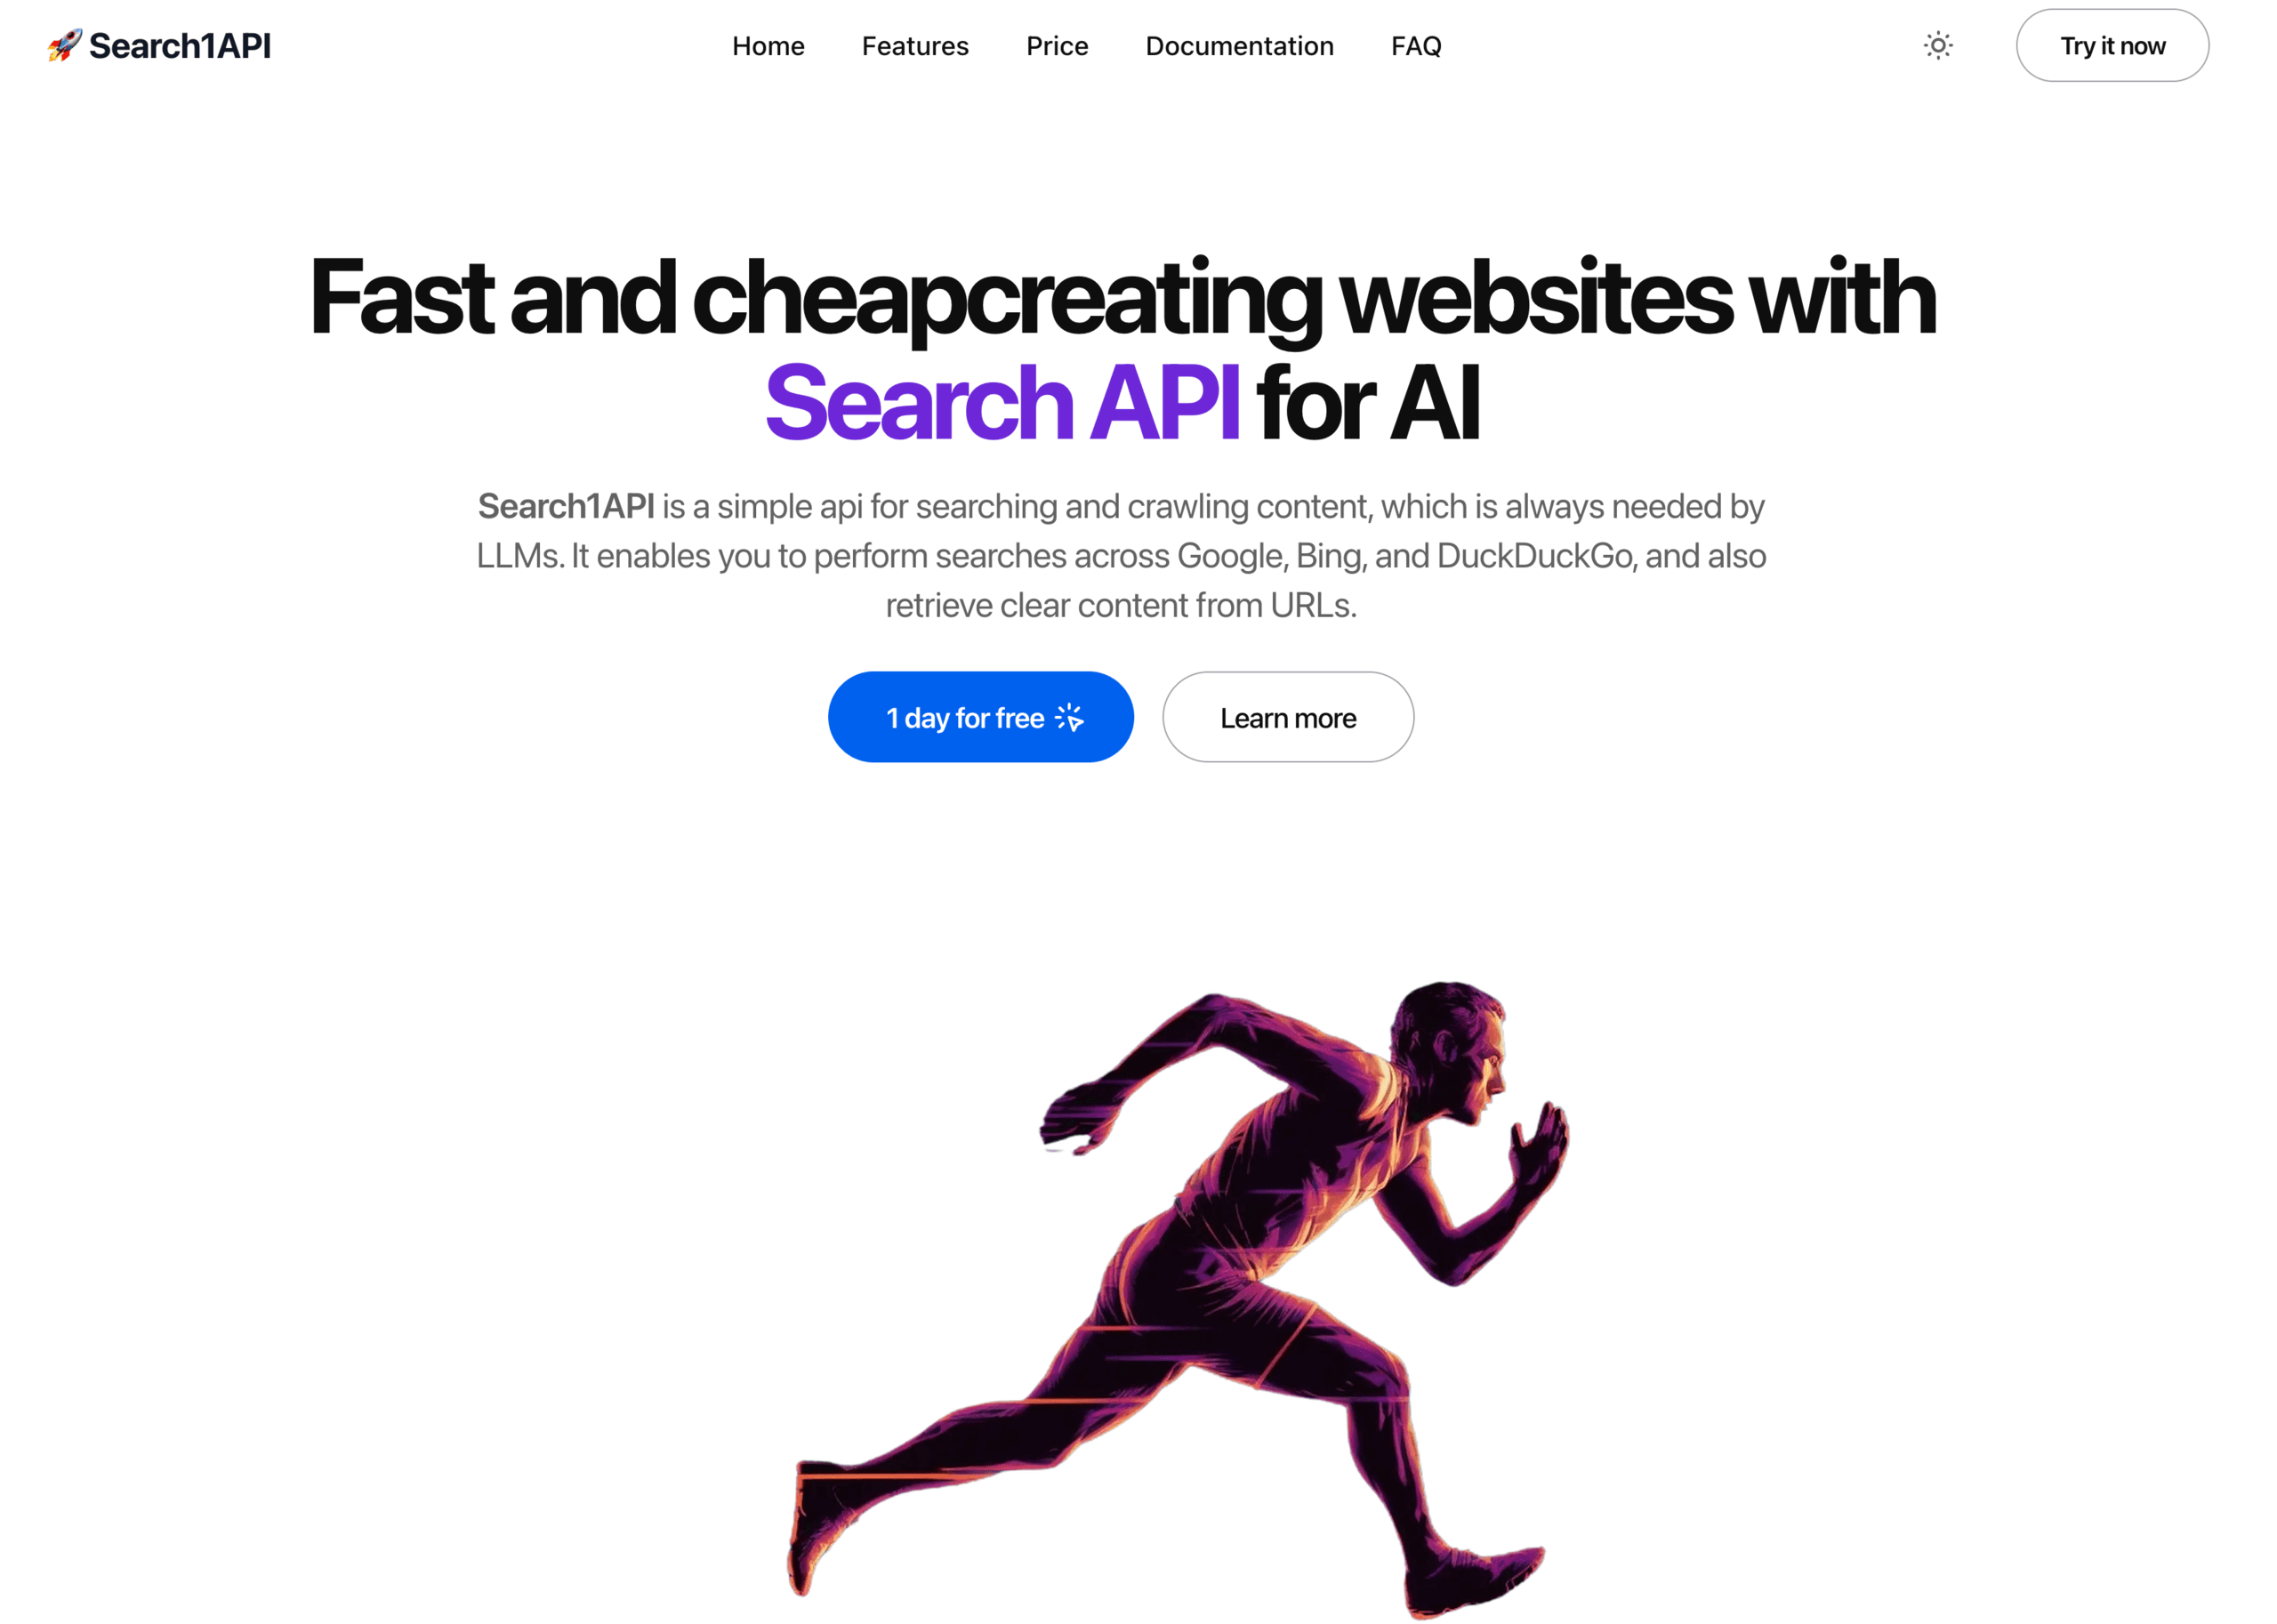 🚀 Search1API
Home Features Price Documentation FAQ
Try it now
Fast and cheapcreating websites with
Search API for AI
Search1API is a simple api for searching and crawling content, which is always needed by
LLMs. It enables you to perform searches across Google, Bing, and DuckDuckGo, and also
retrieve clear content from URLs.
1 day for free
Learn more